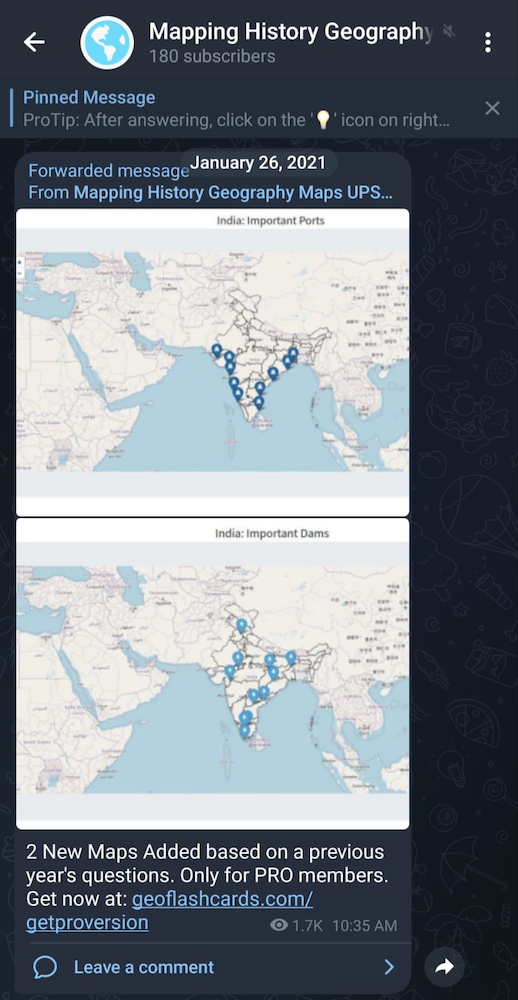 Mapping History Geography
180 subscribers
Pinned Message
ProTip: After answering, click on the '💡' icon on right...
January 26, 2021
Forwarded message
From Mapping History Geography Maps UPS...
India: Important Ports
India: Important Dams
2 New Maps Added based on a previous
year's questions. Only for PRO members.
Get now at: geoflashcards.com/
getproversion
1.7K 10:35 AM
Leave a comment